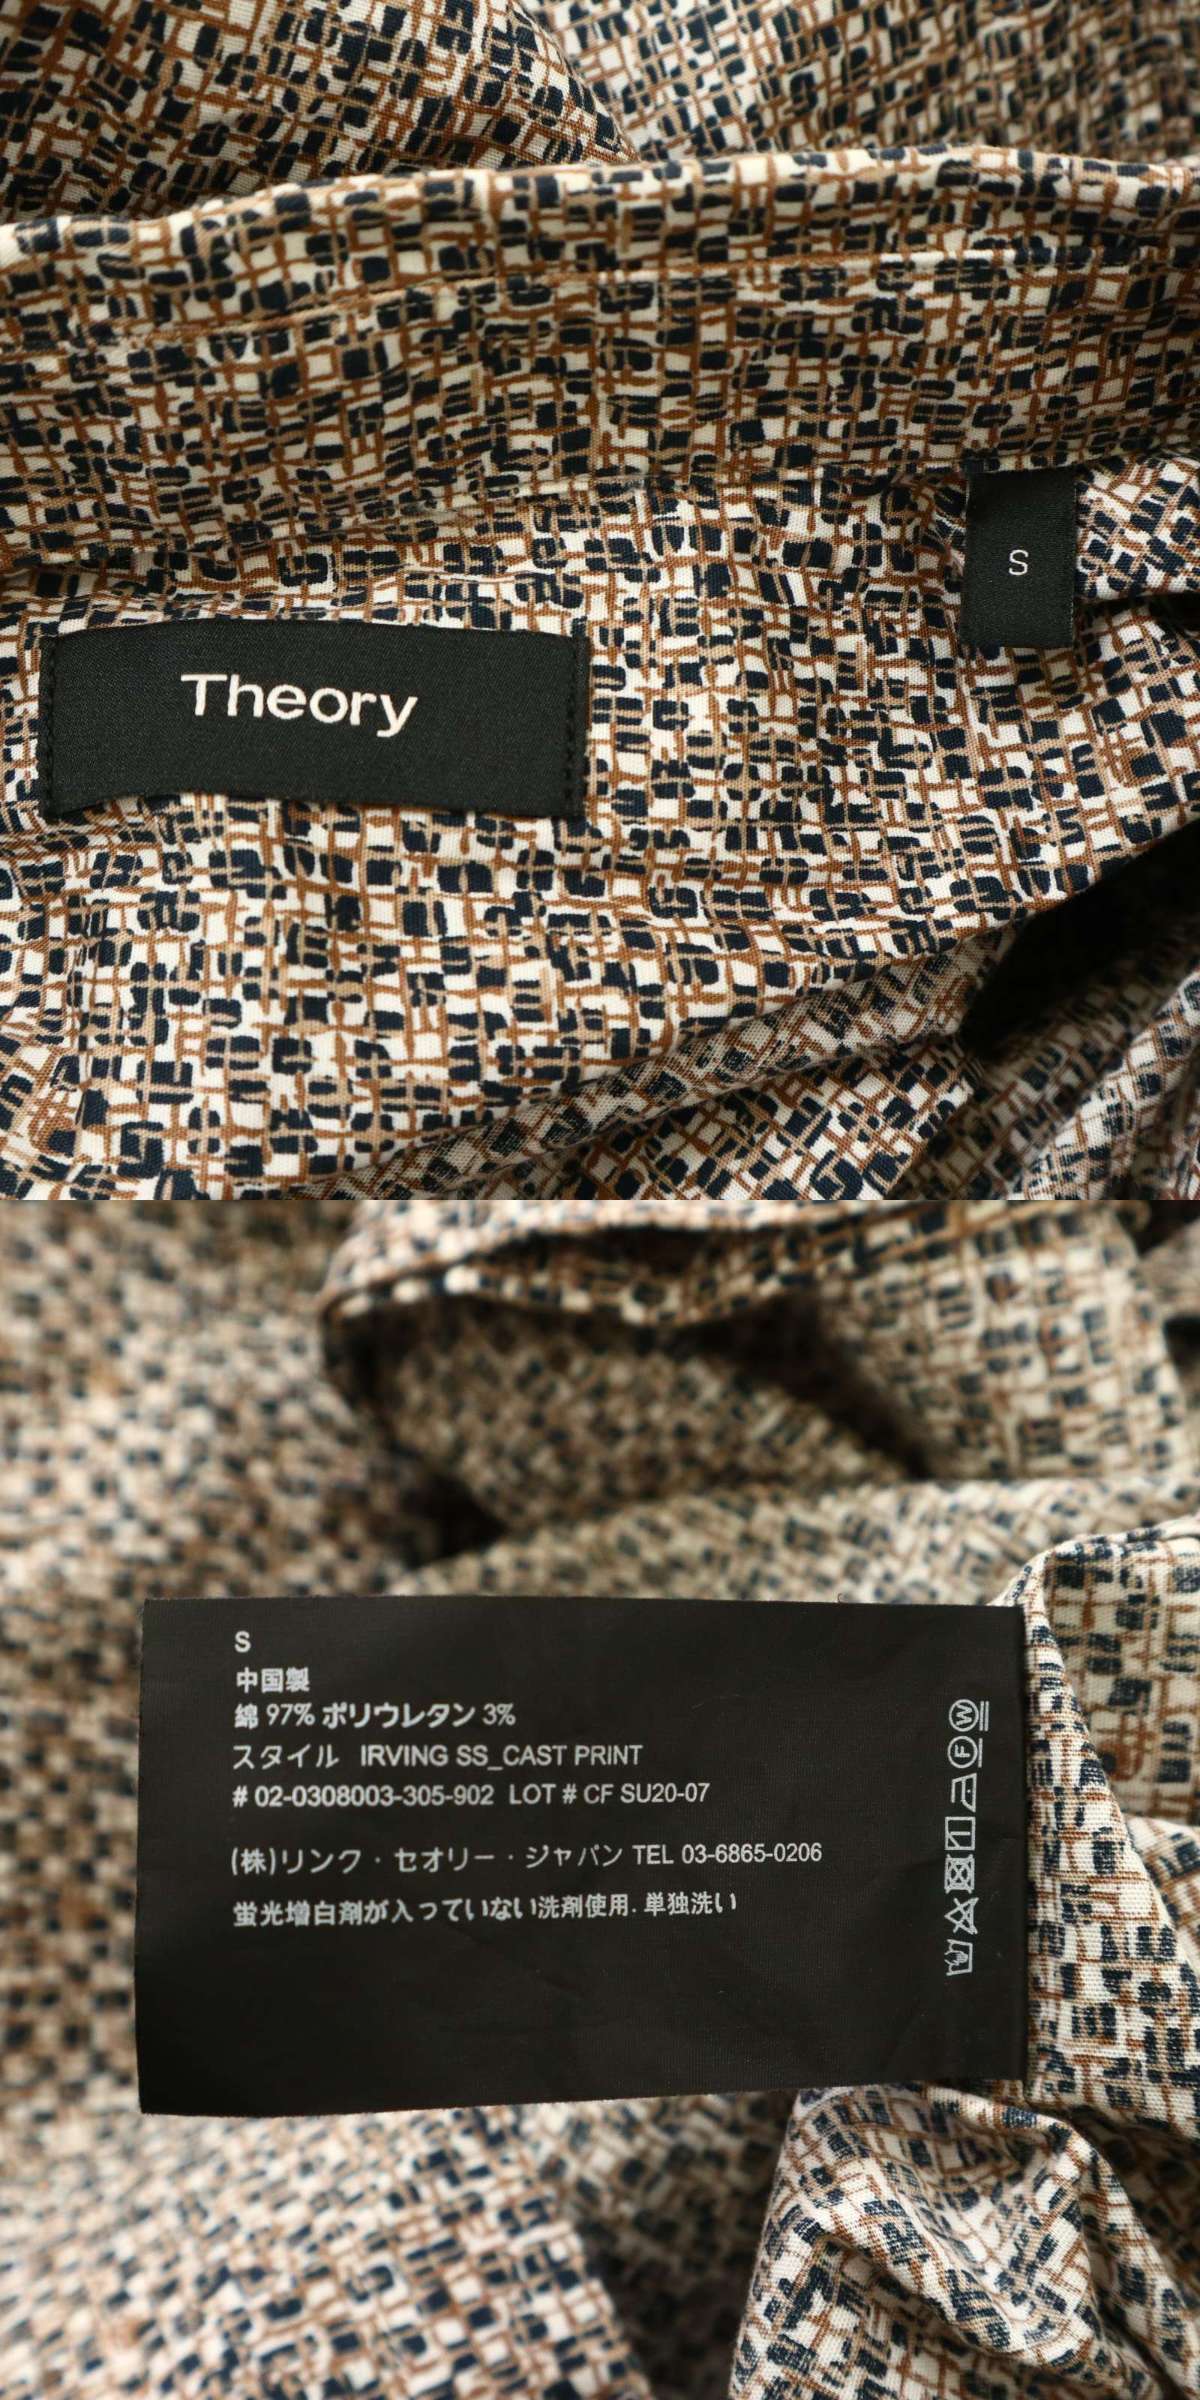 S
Theory
S
中国製
綿 97% ポリウレタン 3%
スタイル IRVING SS_CAST PRINT
# 02-0308003-305-902 LOT # CF SU20-07
(株)リンク・セオリー・ジャパン TEL 03-6865-0206
蛍光増白剤が入っていない洗剤使用. 単独洗い
W
F